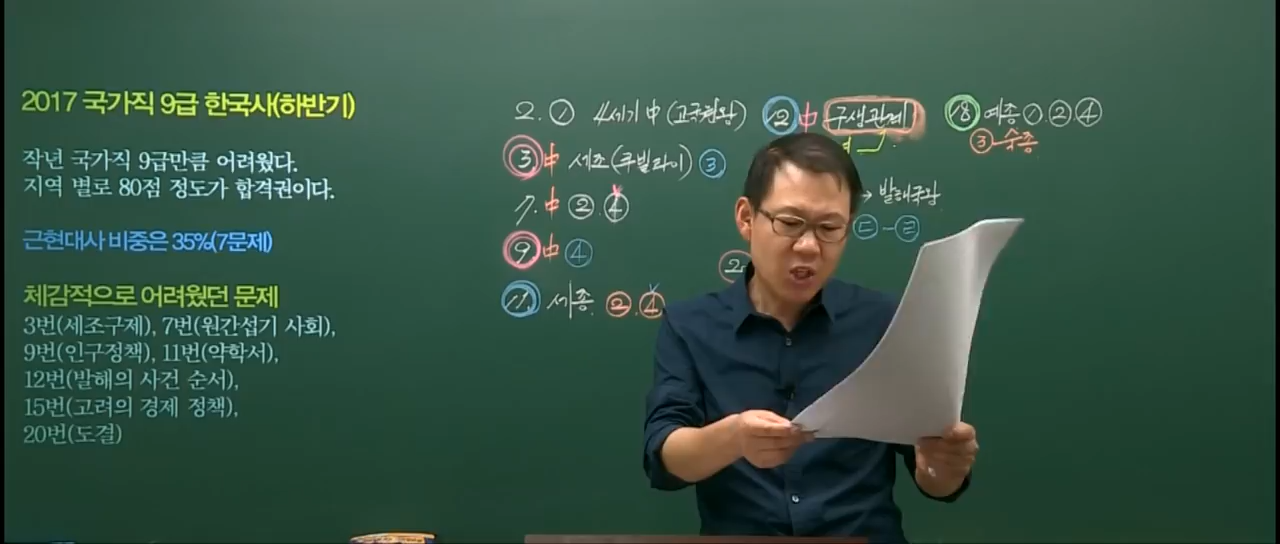 2017 국가직 9급 한국사(하반기)
작년 국가직 9급만큼 어려웠다.
지역 별로 80점 정도가 합격권이다.
근현대사 비중은 35%(7문제)
체감적으로 어려웠던 문제
3번(세조구제), 7번(원간섭기 사회),
9번(인구정책), 11번(약학서),
12번(발해의 사건 순서),
15번(고려의 경제 정책),
20번(도결)
2. ① 4세기 中 (고국원왕)
③ 中 세조(쿠빌라이) ③
7. 中 ② ④
⑨ 中 ④
⑪ 세종 ② ④
⑫ 中
→ 발해국왕
㉢ - ㉣
⑱ 예종 ① ② ④
③ 숙종